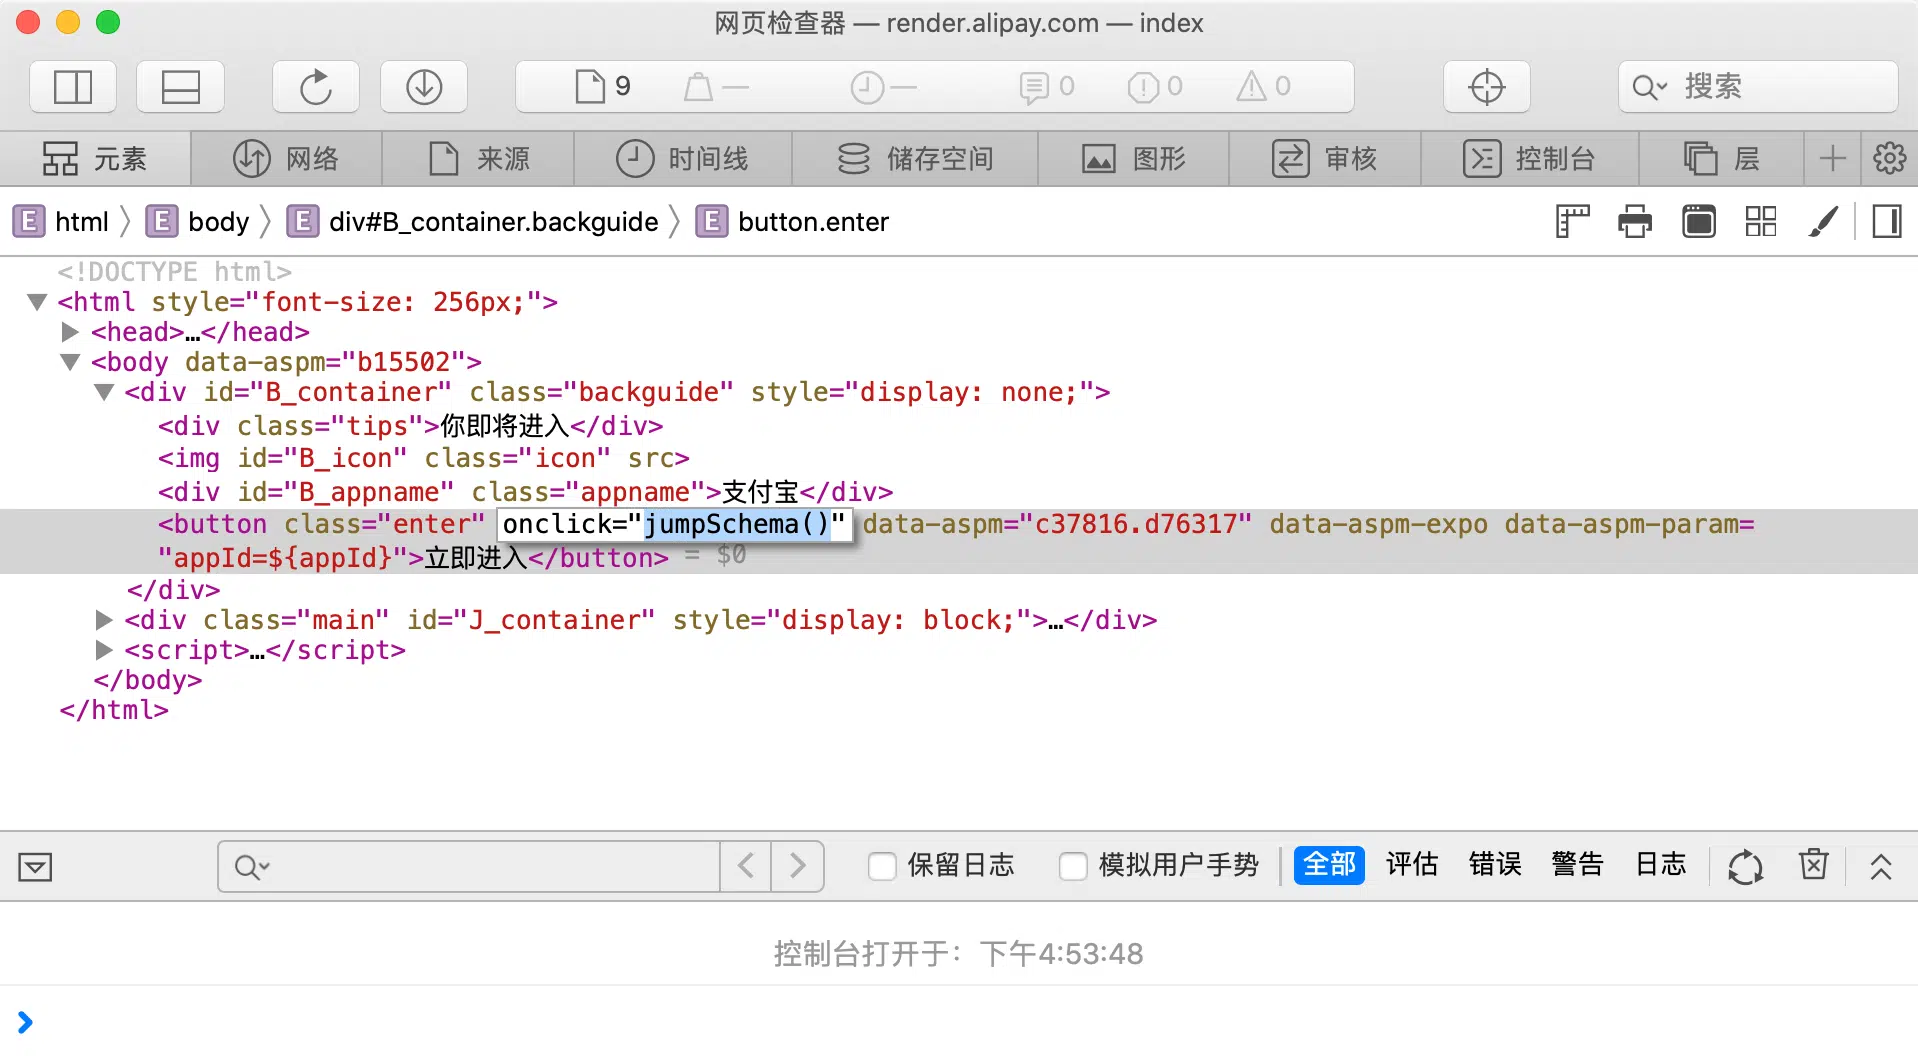 网页检查器 — render.alipay.com — index
9 — — 0 0 0 搜索
元素 网络 来源 时间线 储存空间 图形 审核 控制台 层
E html E body E div#B_container.backguide E button.enter
<!DOCTYPE html>
<html style="font-size: 256px;">
<head>…</head>
<body data-aspm="b15502">
<div id="B_container" class="backguide" style="display: none;">
<div class="tips">你即将进入</div>
<img id="B_icon" class="icon" src>
<div id="B_appname" class="appname">支付宝</div>
<button class="enter" onclick="jumpSchema()" data-aspm="c37816.d76317" data-aspm-expo data-aspm-param=
"appId=${appId}">立即进入</button> = $0
</div>
<div class="main" id="J_container" style="display: block;">…</div>
<script>…</script>
</body>
</html>
保留日志 模拟用户手势 全部 评估 错误 警告 日志
控制台打开于：下午4:53:48